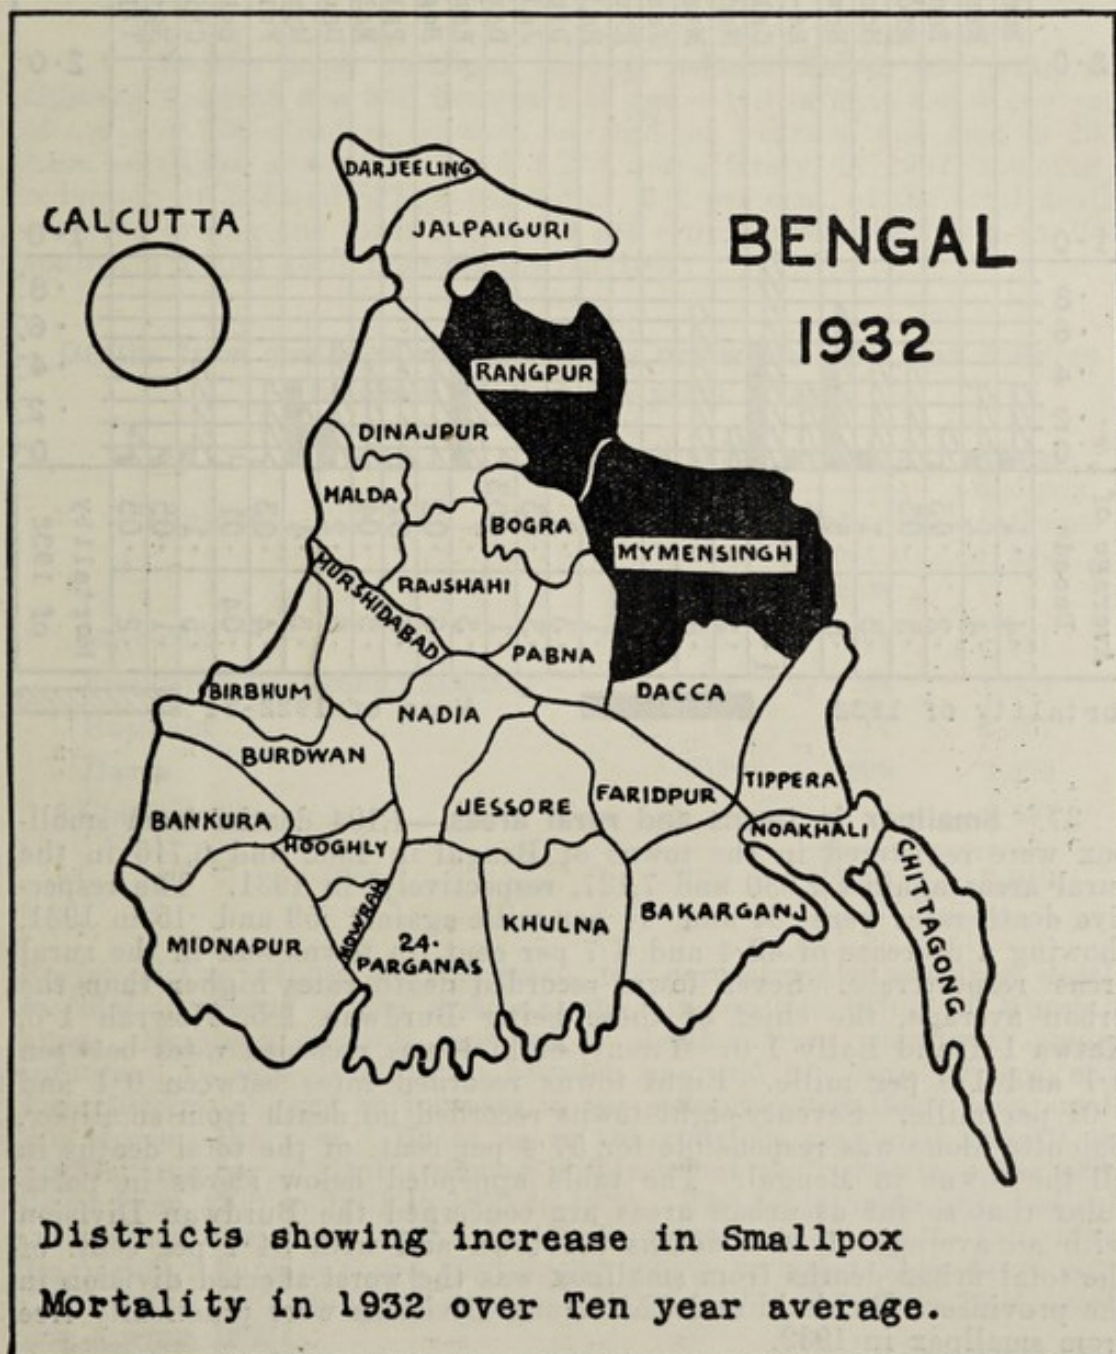 CALCUTTA
BENGAL
1932
DARJEELING
JALPAIGURI
RANGPUR
DINAJPUR
MALDA
BOGRA
MYMENSINGH
RAJSHAHI
MURSHIDABAD
PABNA
DACCA
BIRBHUM
NADIA
BURDWAN
TIPPERA
JESSORE
FARIDPUR
BANKURA
NOAKHALI
HOOGHLY
CHITTAGONG
HOWRAH
MIDNAPUR
24-
PARGANAS
KHULNA
BAKARGANJ
Districts showing increase in Smallpox
Mortality in 1932 over Ten year average.